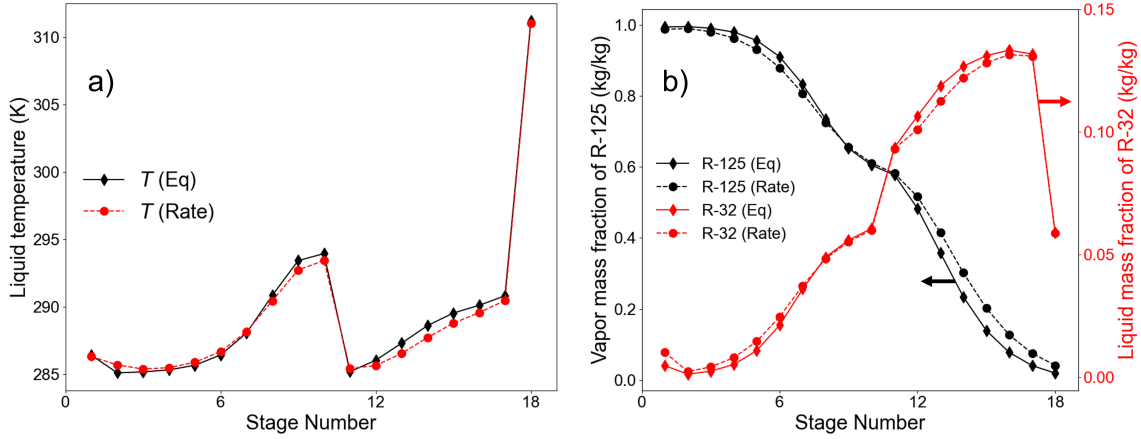 a)
Liquid temperature (K)
310
305
300
295
290
285
T (Eq)
T (Rate)
0
6
12
18
Stage Number
b)
Vapor mass fraction of R-125 (kg/kg)
1.0
0.8
0.6
0.4
0.2
0.0
R-125 (Eq)
R-125 (Rate)
R-32 (Eq)
R-32 (Rate)
0
6
12
18
Stage Number
0.15
0.10
0.05
0.00
Liquid mass fraction of R-32 (kg/kg)